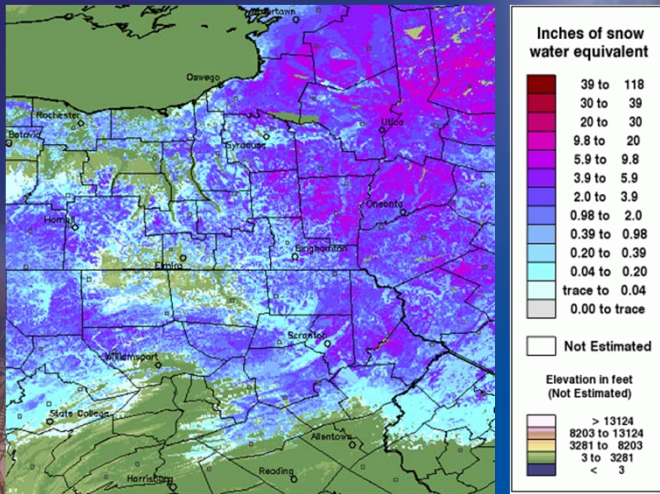 Oswego
Rochester
Batavia
Syracuse
Utica
Hornell
Oneonta
Elmira
Binghamton
Scranton
Williamsport
State College
Allentown
Harrisburg
Reading
Inches of snow
water equivalent
39 to 118
30 to 39
20 to 30
9.8 to 20
5.9 to 9.8
3.9 to 5.9
2.0 to 3.9
0.98 to 2.0
0.39 to 0.98
0.20 to 0.39
0.04 to 0.20
trace to 0.04
0.00 to trace
Not Estimated
Elevation in feet
(Not Estimated)
> 13124
8203 to 13124
3281 to 8203
3 to 3281
< 3